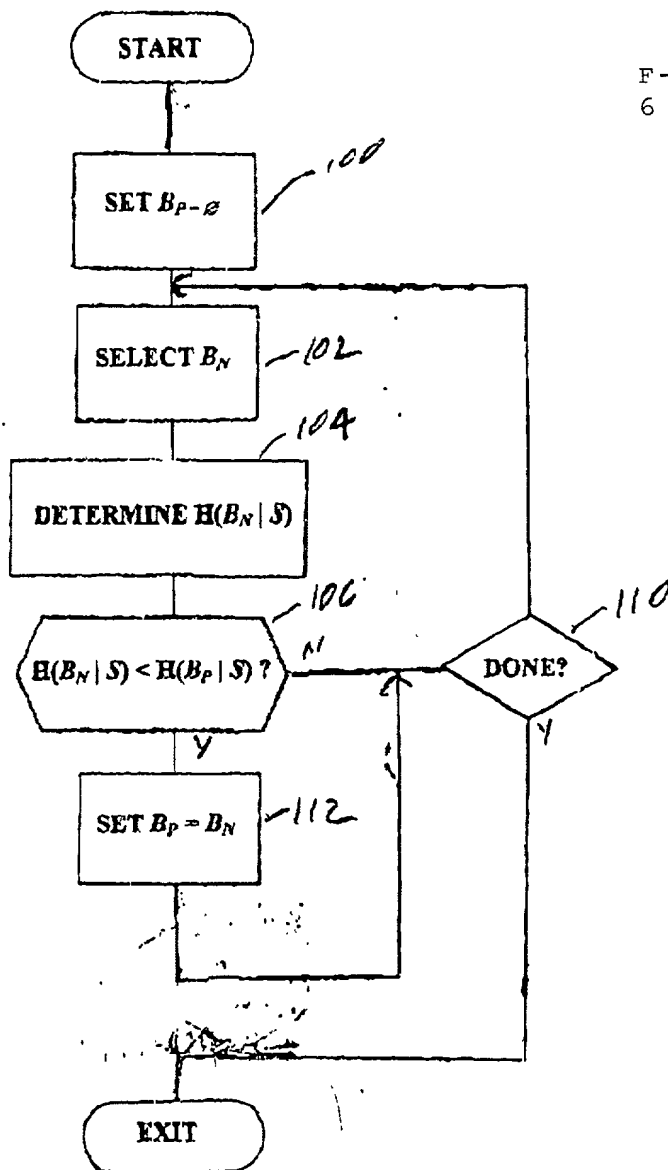 START
F-
6
SET B_P-∅
100
SELECT B_N
102
104
DETERMINE H(B_N | S)
106
H(B_N | S) < H(B_P | S) ?
N
110
DONE?
Y
Y
SET B_P = B_N
112
EXIT